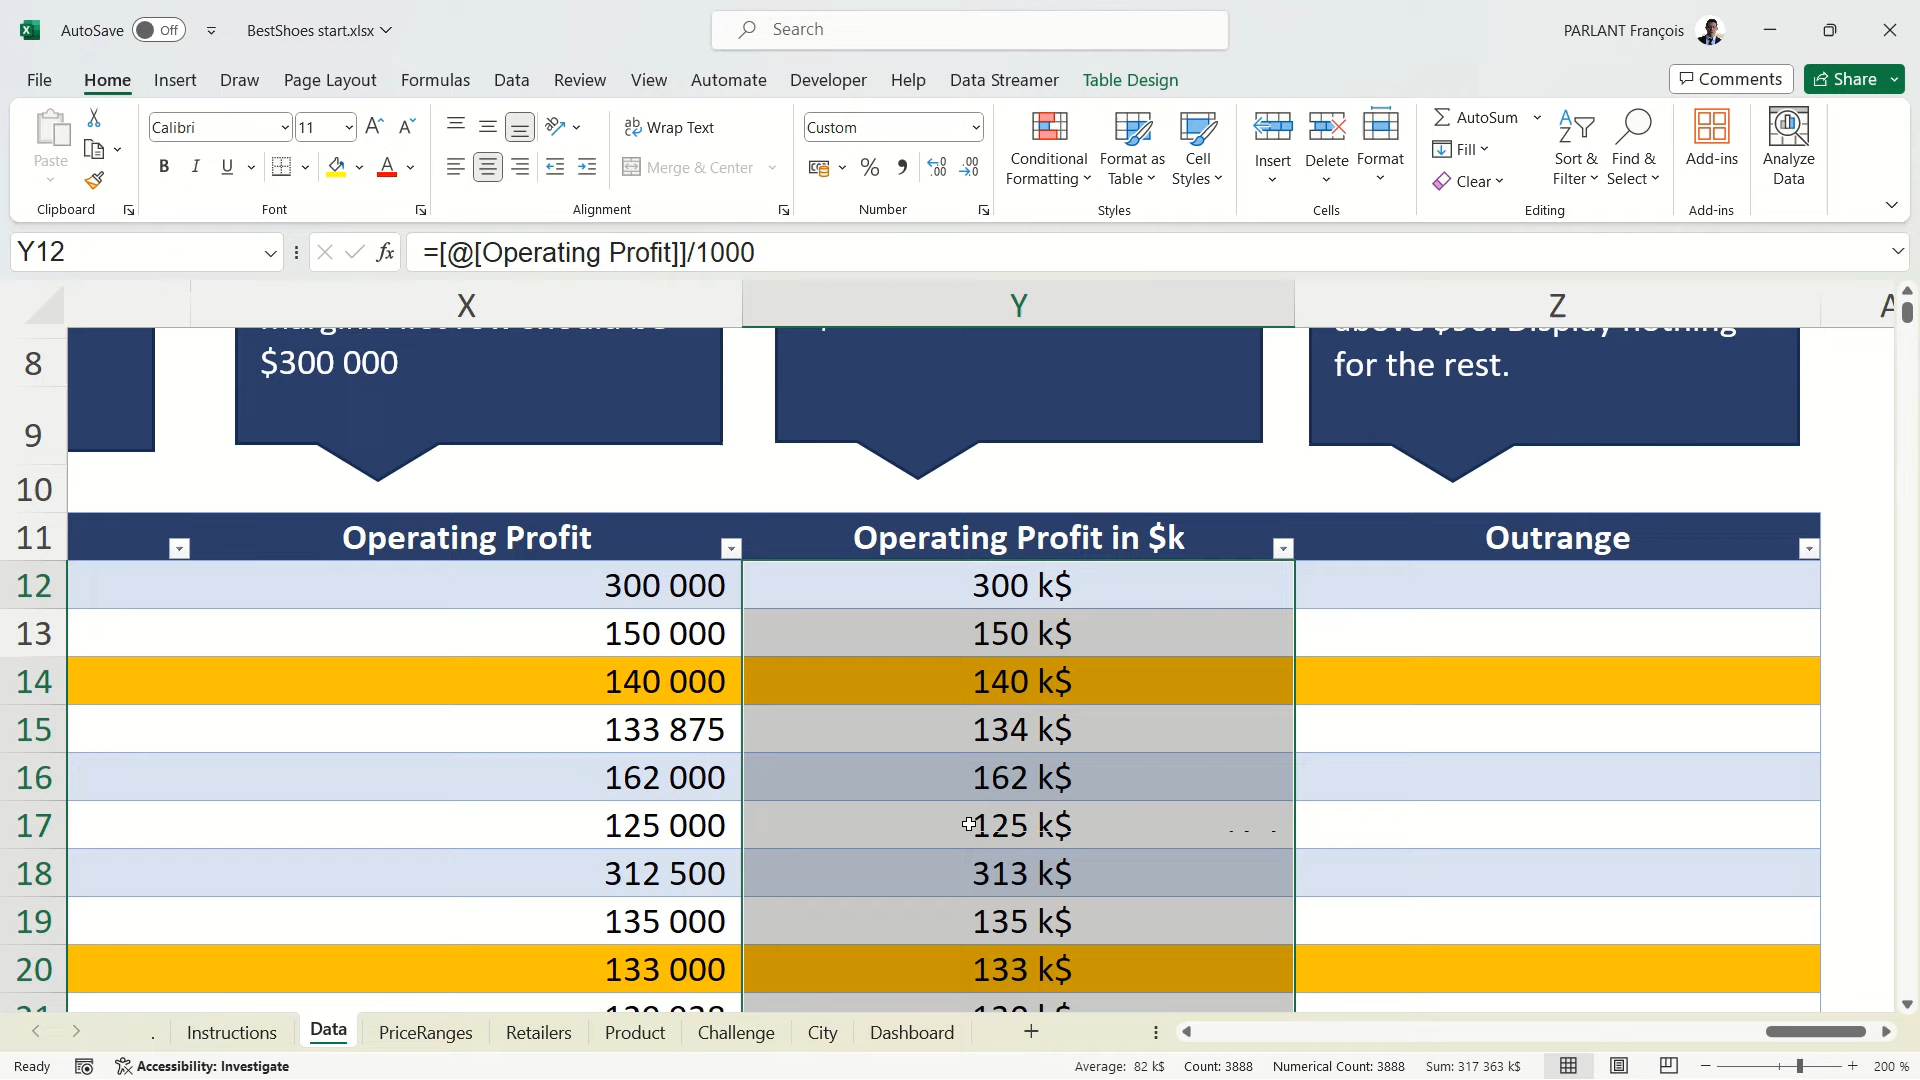 AutoSave Off BestShoes start.xlsx Search PARLANT François
File Home Insert Draw Page Layout Formulas Data Review View Automate Developer Help Data Streamer Table Design Comments Share
Paste
Clipboard
Calibri 11
B I U
Font
Wrap Text
Merge & Center
Alignment
Custom
%
Number
Conditional
Formatting
Format as
Table
Cell
Styles
Styles
Insert
Delete
Format
Cells
AutoSum
Fill
Clear
Sort &
Filter
Find &
Select
Editing
Add-ins
Add-ins
Analyze
Data
Y12 fx =[@[Operating Profit]]/1000
X Y Z
8 $300 000 for the rest.
9
10
11 Operating Profit Operating Profit in $k Outrange
12 300 000 300 k$
13 150 000 150 k$
14 140 000 140 k$
15 133 875 134 k$
16 162 000 162 k$
17 125 000 125 k$
18 312 500 313 k$
19 135 000 135 k$
20 133 000 133 k$
. Instructions Data PriceRanges Retailers Product Challenge City Dashboard +
Ready Accessibility: Investigate Average: 82 k$ Count: 3888 Numerical Count: 3888 Sum: 317 363 k$ 200 %